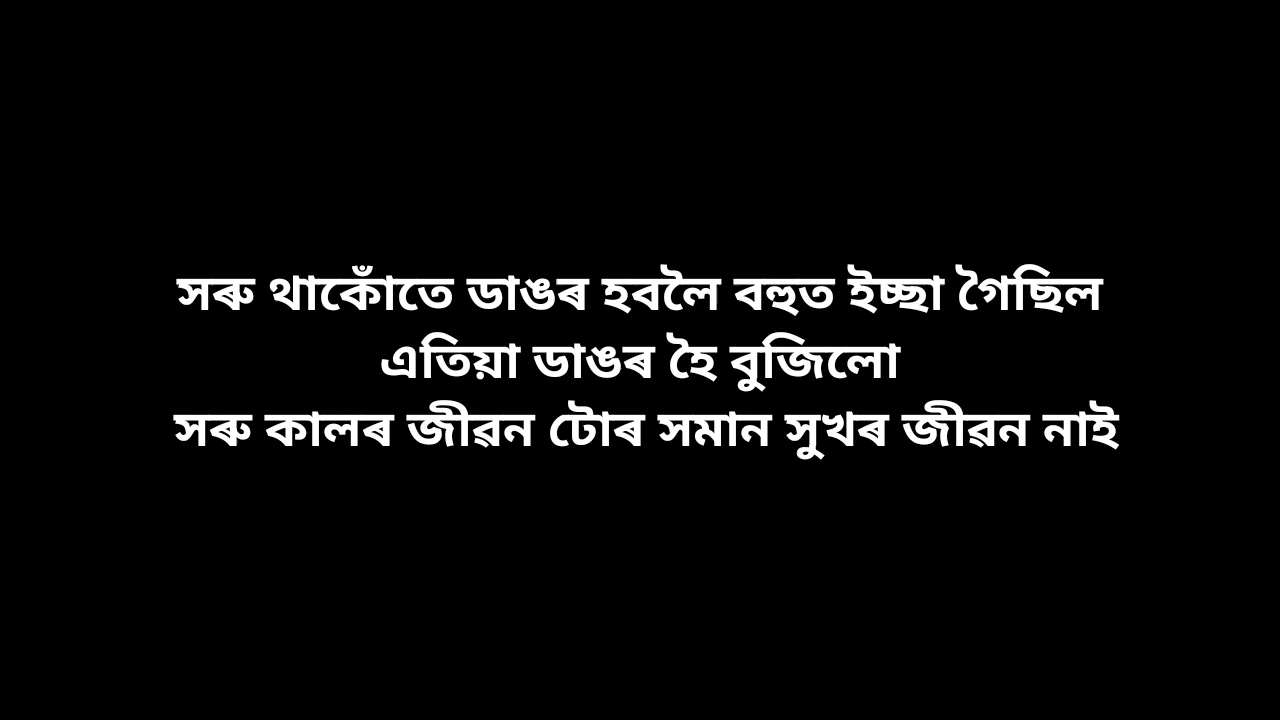 সৰু থাকোঁতে ডাঙৰ হবলৈ বহুত ইচ্ছা গৈছিল
এতিয়া ডাঙৰ হৈ বুজিলো
সৰু কালৰ জীৱন টোৰ সমান সুখৰ জীৱন নাই